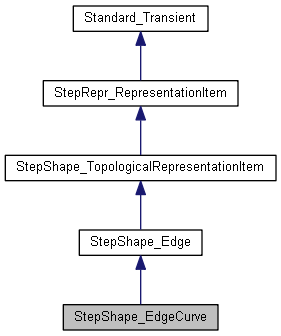 Standard_Transient
StepRepr_RepresentationItem
StepShape_TopologicalRepresentationItem
StepShape_Edge
StepShape_EdgeCurve